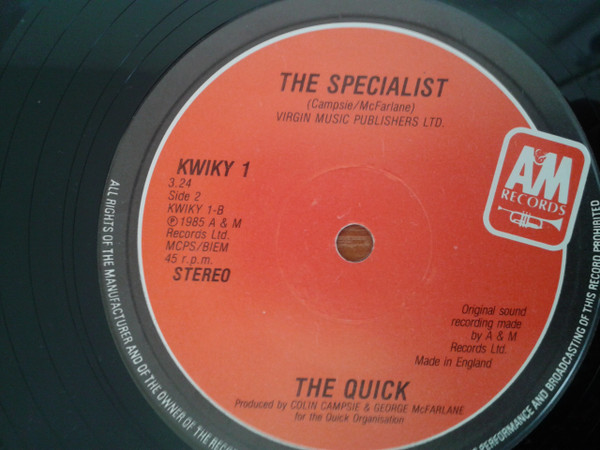 THE SPECIALIST
(Campsie/McFarlane)
VIRGIN MUSIC PUBLISHERS LTD.
KWIKY 1
3.24
Side 2
KWIKY 1-B
℗ 1985 A & M
Records Ltd.
MCPS/BIEM
45 r.p.m.
STEREO
A&M
RECORDS
Original sound
recording made
by A & M
Records Ltd.
Made in England
THE QUICK
Produced by COLIN CAMPSIE & GEORGE McFARLANE
for the Quick Organisation
ALL RIGHTS OF THE MANUFACTURER AND OF THE OWNER OF THE
PERFORMANCE AND BROADCASTING OF THIS RECORD PROHIBITED